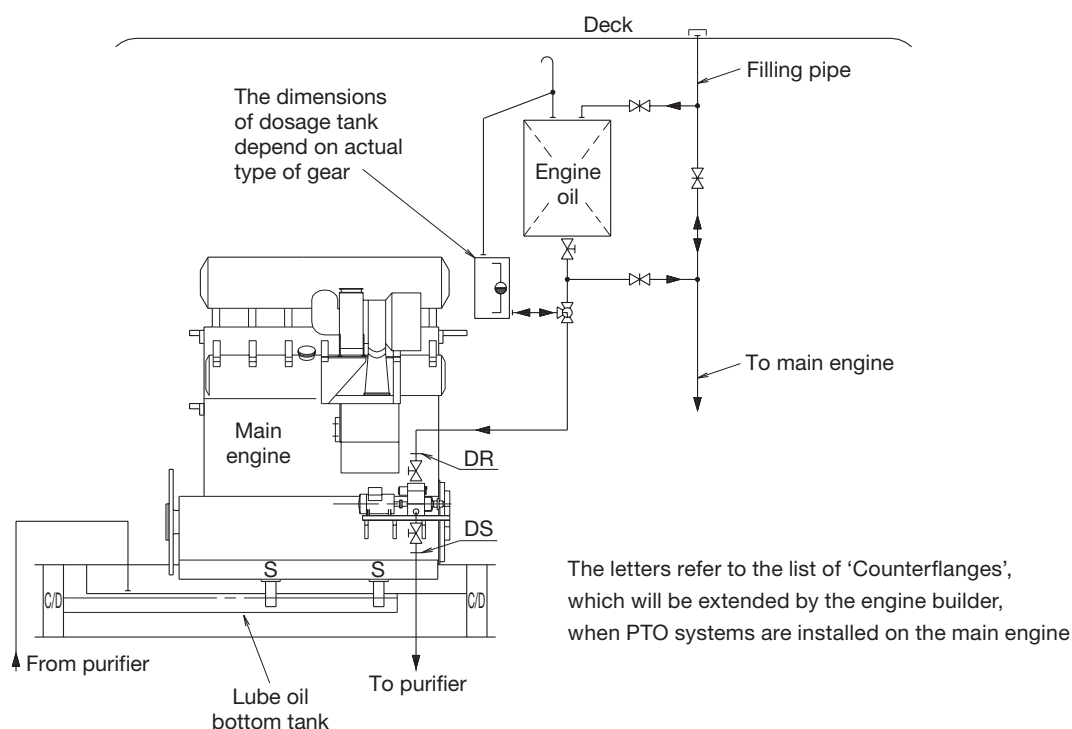 Deck
Filling pipe
The dimensions
of dosage tank
depend on actual
type of gear
Engine
oil
To main engine
Main
engine
DR
DS
S
S
C/D
C/D
The letters refer to the list of ‘Counterflanges’,
which will be extended by the engine builder,
when PTO systems are installed on the main engine
From purifier
To purifier
Lube oil
bottom tank